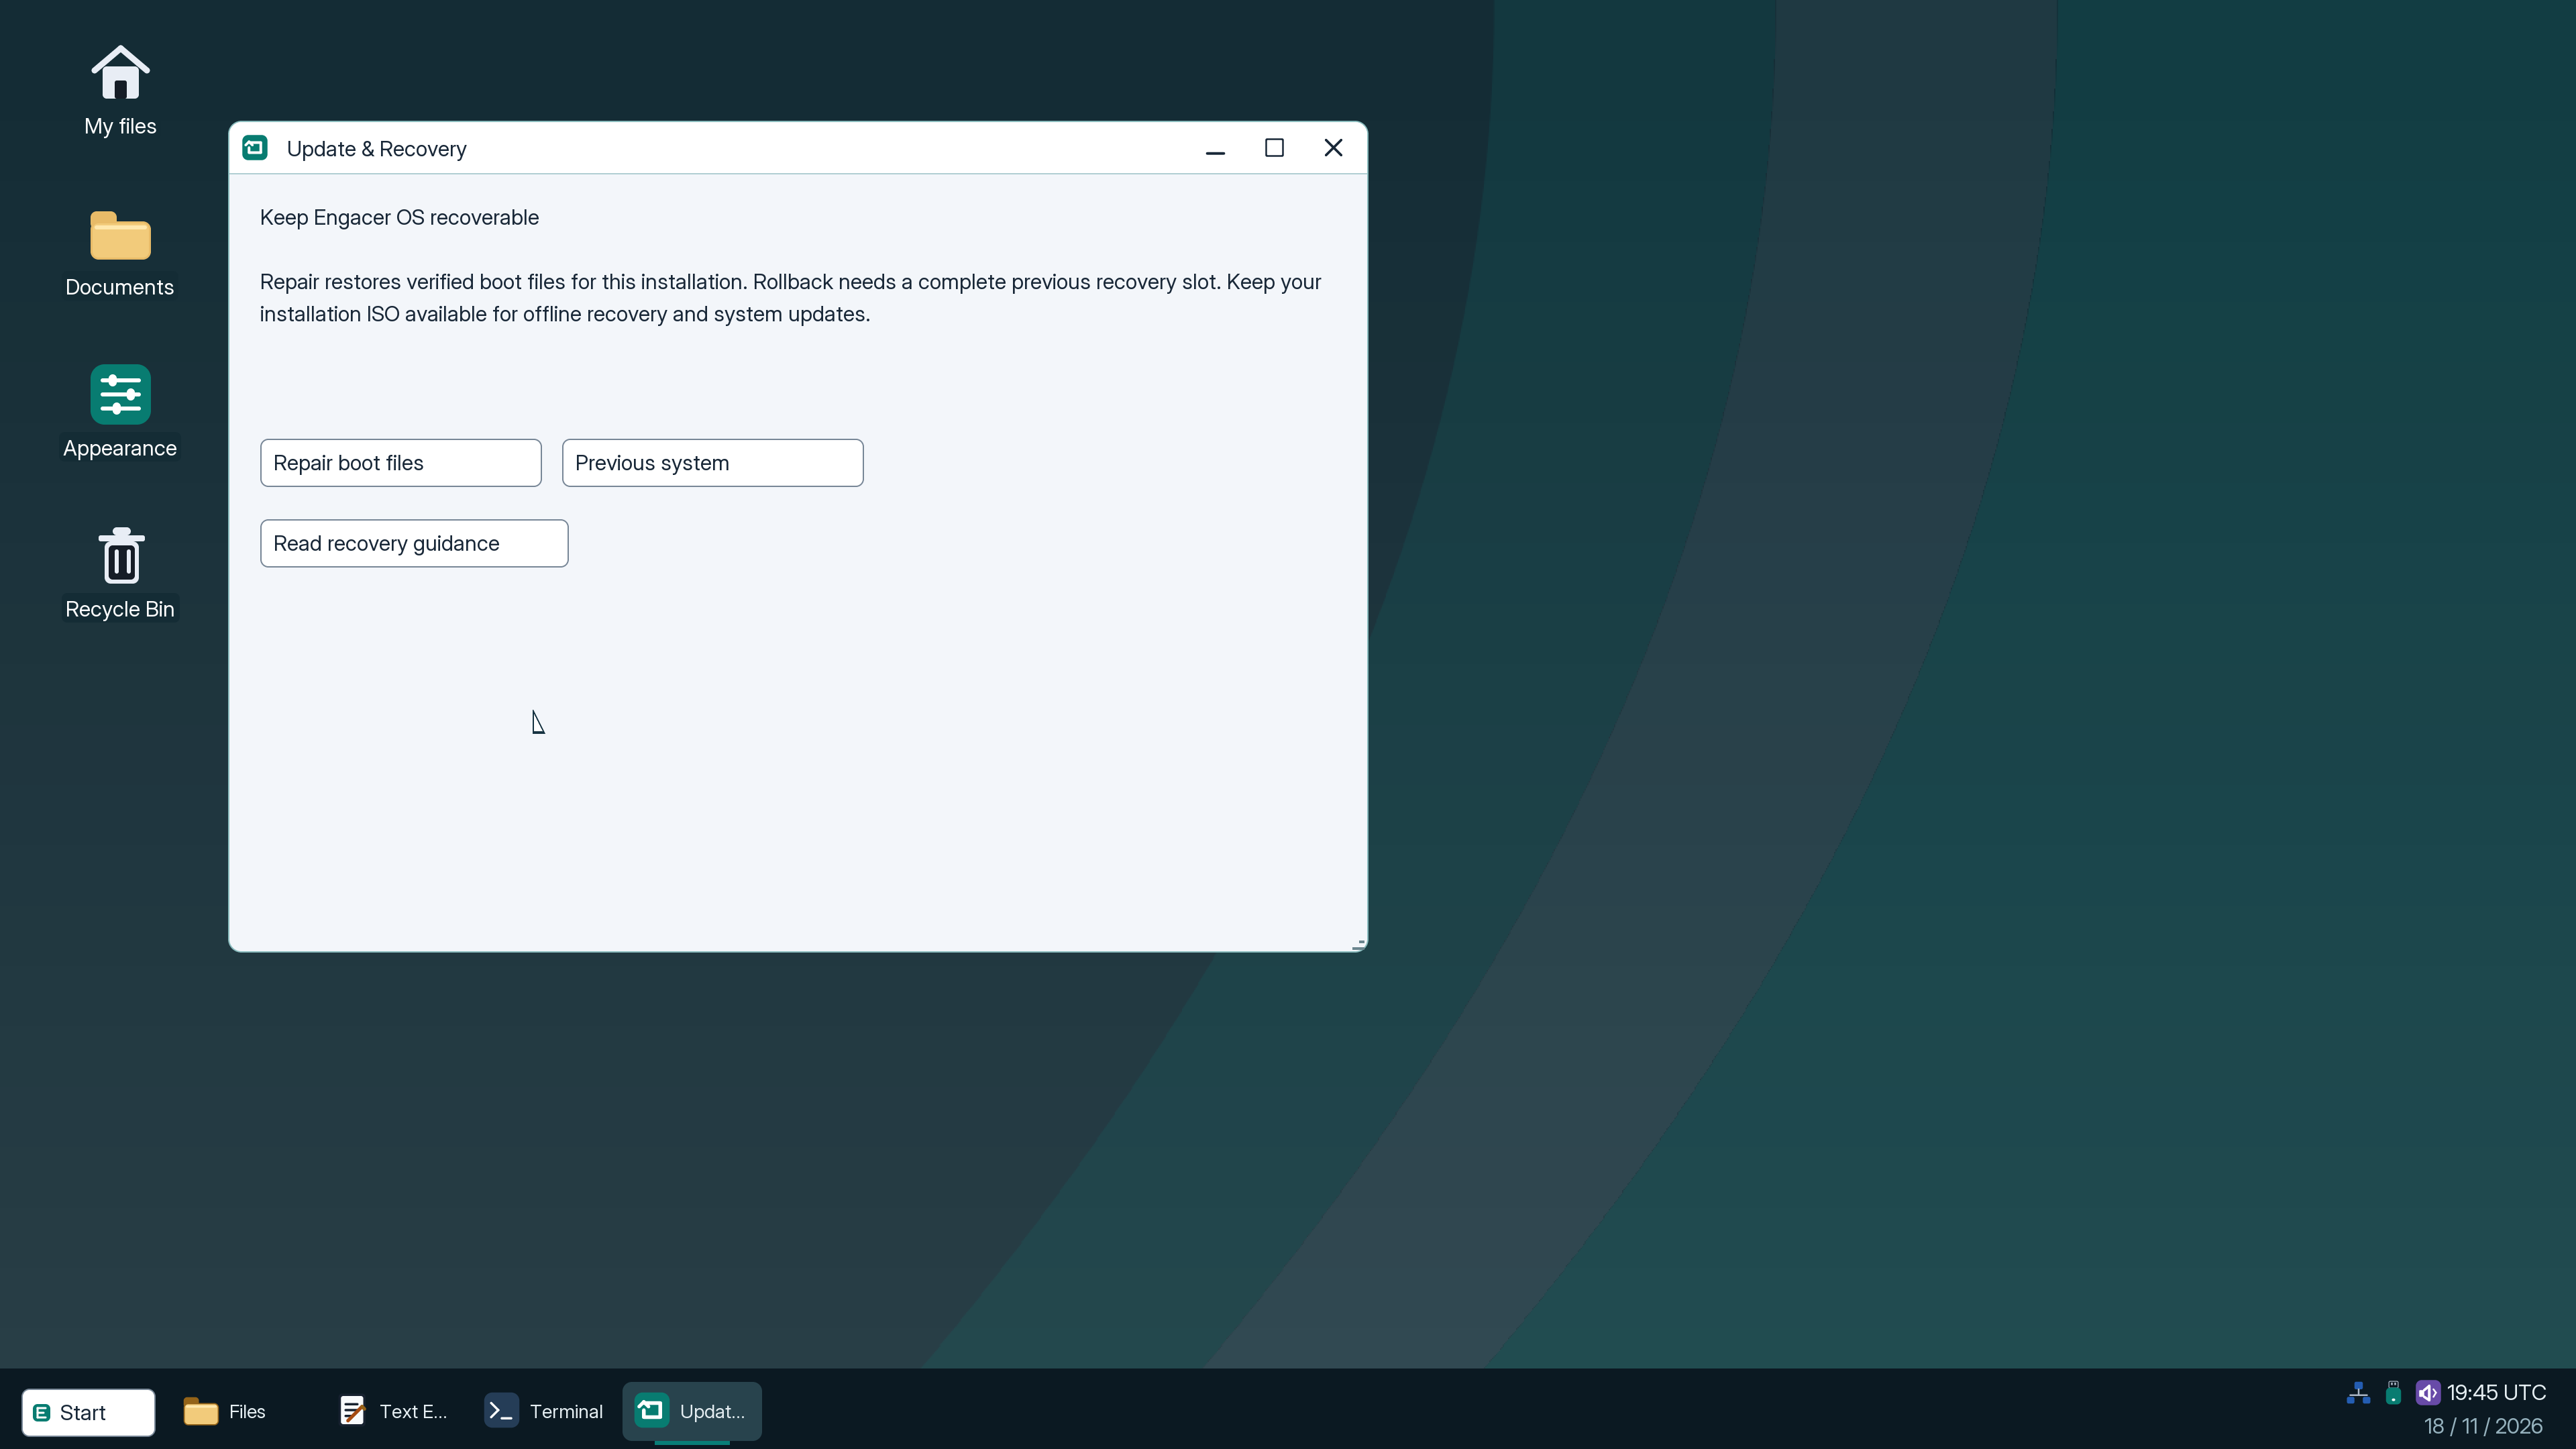 My files
Documents
Appearance
Recycle Bin
Update & Recovery
Keep Engacer OS recoverable
Repair restores verified boot files for this installation. Rollback needs a complete previous recovery slot. Keep your
installation ISO available for offline recovery and system updates.
Repair boot files
Previous system
Read recovery guidance
E Start
Files
Text E...
Terminal
Updat...
19:45 UTC
18 / 11 / 2026